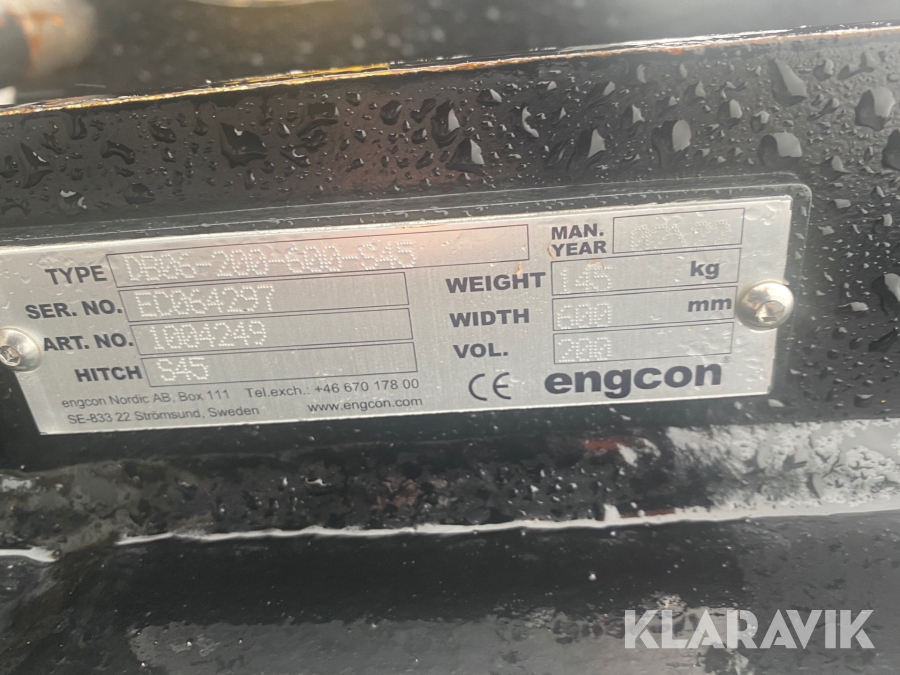 TYPE DB06-200-600-S45
SER. NO. EC064297
ART. NO. 1004249
HITCH S45
MAN. YEAR
WEIGHT 145 kg
WIDTH 600 mm
VOL. 200
engcon Nordic AB, Box 111 Tel.exch.: +46 670 178 00
SE-833 22 Strömsund, Sweden www.engcon.com
CE engcon
KLARAVIK